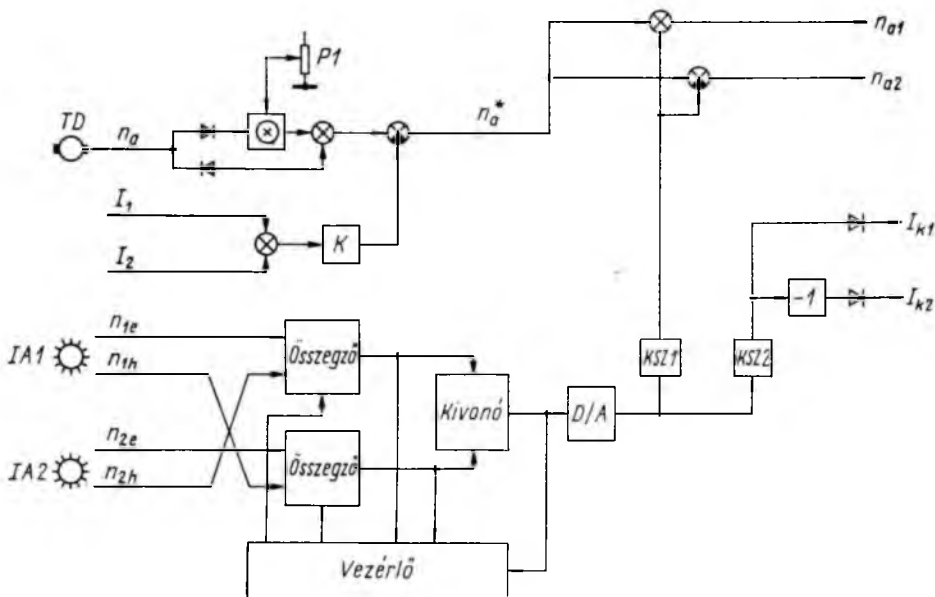 P1
n_a1
n_a2
TD
n_a
n_a*
I_1
I_2
K
I_k1
I_k2
-1
IA1
n_1e
n_1h
Összegző
KSZ1
KSZ2
Kivonó
D/A
IA2
n_2e
n_2h
Összegző
Vezérlő